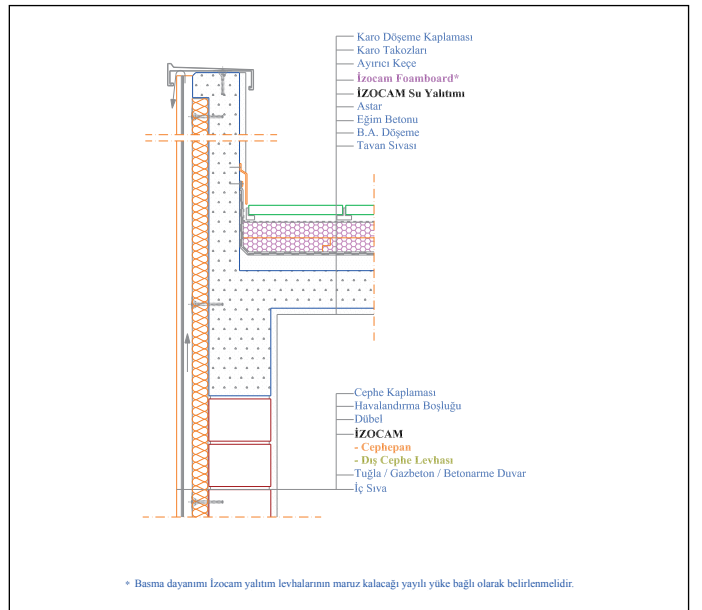 Karo Döşeme Kaplaması
Karo Takozları
Ayırıcı Keçe
İzocam Foamboard*
İZOCAM Su Yalıtımı
Astar
Eğim Betonu
B.A. Döşeme
Tavan Sıvası
Cephe Kaplaması
Havalandırma Boşluğu
Dübel
İZOCAM
- Cephepan
- Dış Cephe Levhası
Tuğla / Gazbeton / Betonarme Duvar
İç Sıva
* Basma dayanımı İzocam yalıtım levhalarının maruz kalacağı yayılı yüke bağlı olarak belirlenmelidir.